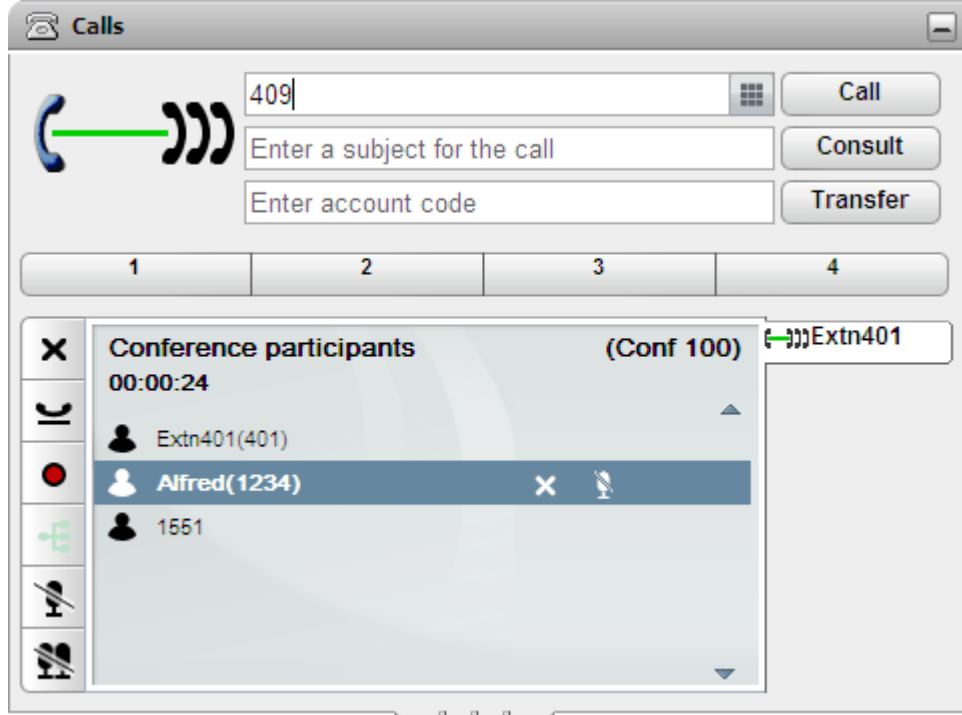 Calls
409
Call
Enter a subject for the call
Consult
Enter account code
Transfer
1 2 3 4
Conference participants (Conf 100)
Extn401
00:00:24
Extn401(401)
Alfred(1234)
1551